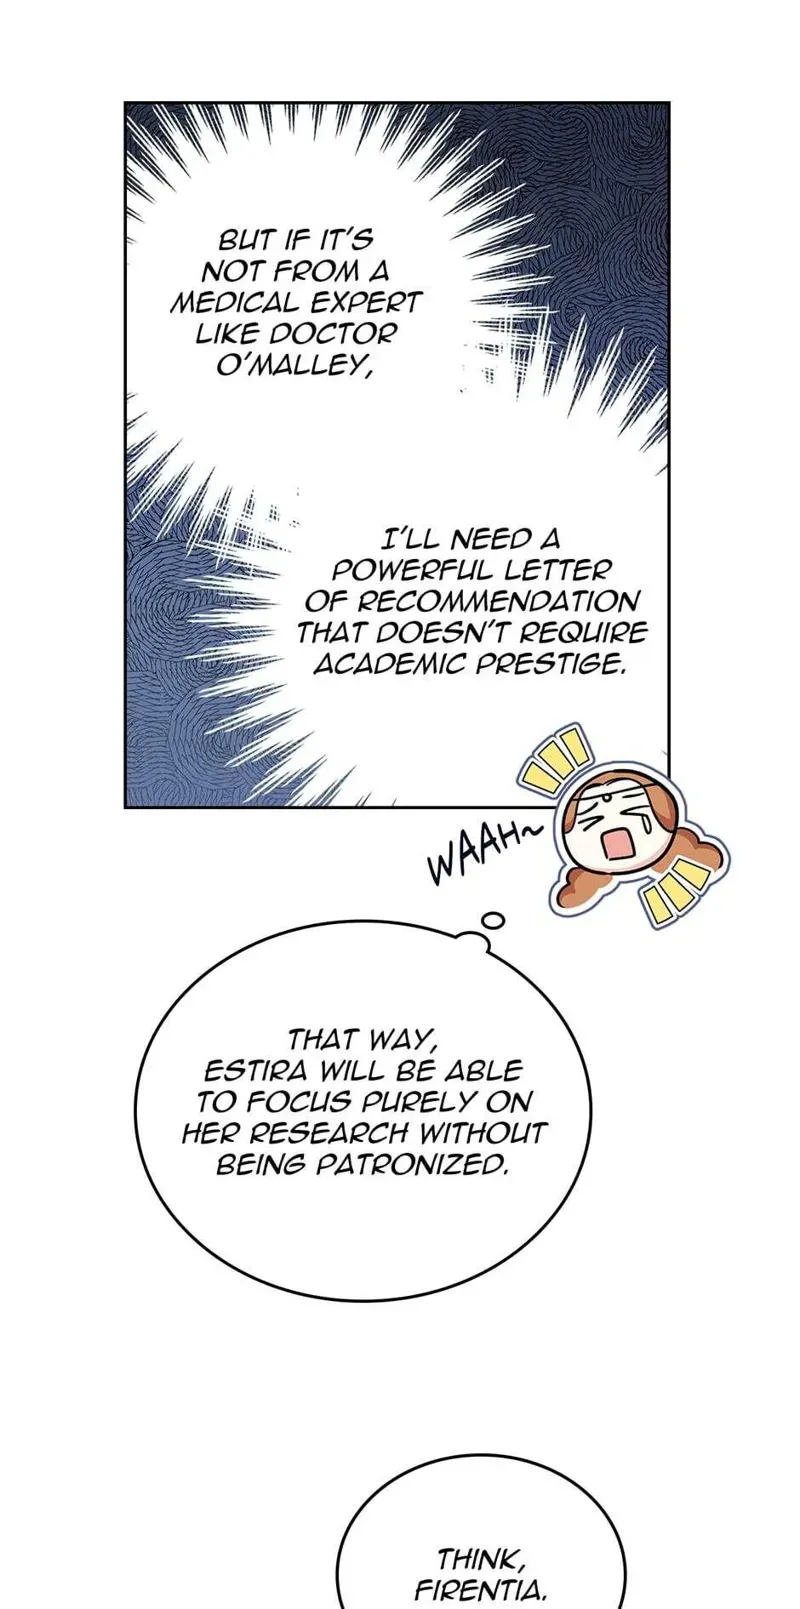 BUT IF IT'S
NOT FROM A
MEDICAL EXPERT
LIKE DOCTOR
O'MALLEY,
I'LL NEED A
POWERFUL LETTER
OF RECOMMENDATION
THAT DOESN'T REQUIRE
ACADEMIC PRESTIGE.
WAAH~
THAT WAY,
ESTIRA WILL BE ABLE
TO FOCUS PURELY ON
HER RESEARCH WITHOUT
BEING PATRONIZED.
THINK,
FIRENTIA.